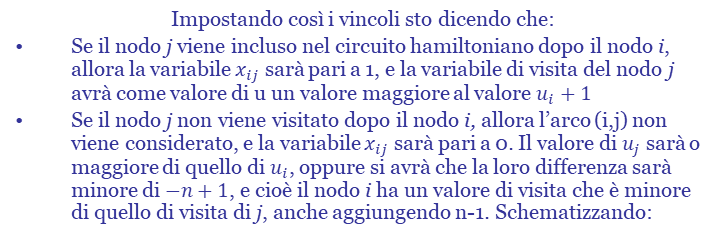 Impostando così i vincoli sto dicendo che:
• Se il nodo j viene incluso nel circuito hamiltoniano dopo il nodo i,
allora la variabile x_{ij} sarà pari a 1, e la variabile di visita del nodo j
avrà come valore di u un valore maggiore al valore u_i + 1
• Se il nodo j non viene visitato dopo il nodo i, allora l'arco (i,j) non
viene considerato, e la variabile x_{ij} sarà pari a 0. Il valore di u_j sarà o
maggiore di quello di u_i, oppure si avrà che la loro differenza sarà
minore di −n + 1, e cioè il nodo i ha un valore di visita che è minore
di quello di visita di j, anche aggiungendo n-1. Schematizzando: